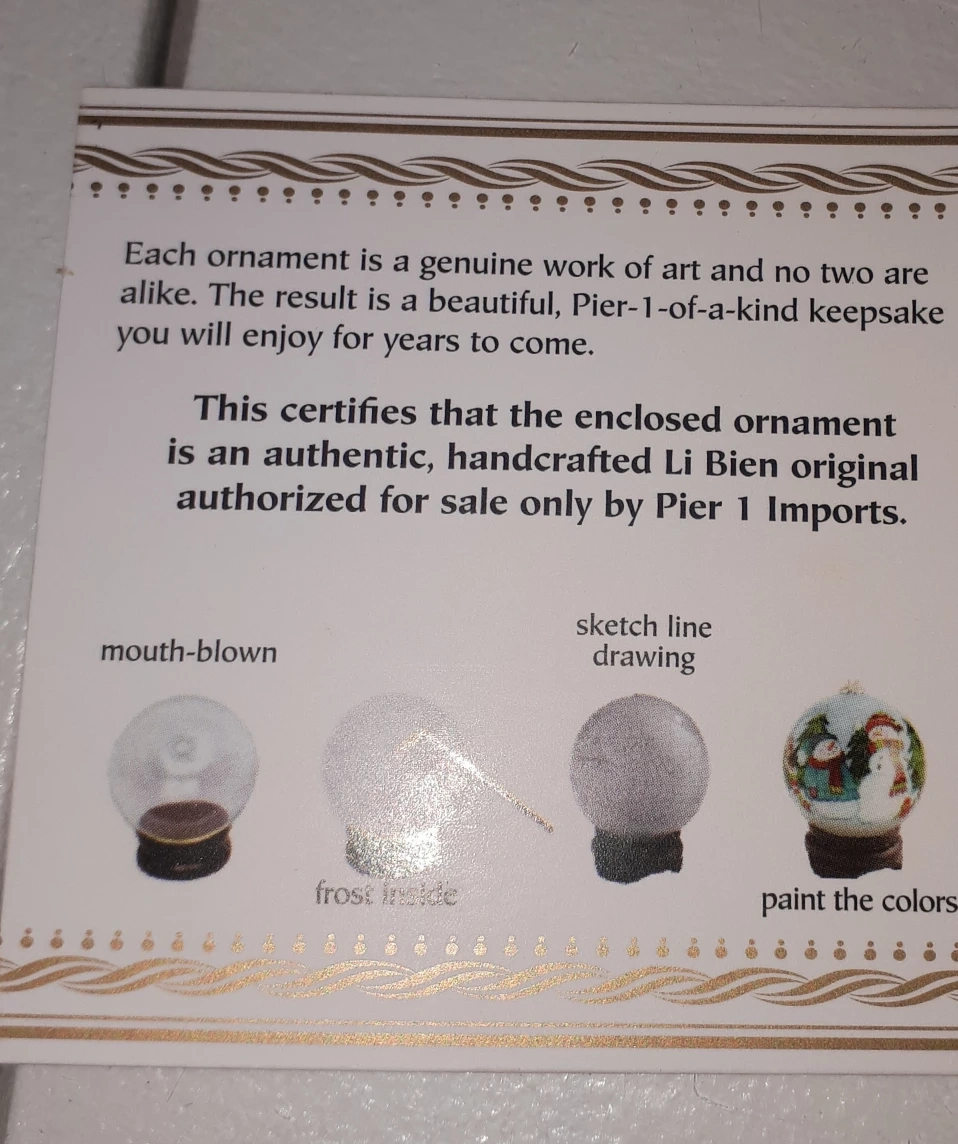 Each ornament is a genuine work of art and no two are
alike. The result is a beautiful, Pier-1-of-a-kind keepsake
you will enjoy for years to come.
This certifies that the enclosed ornament
is an authentic, handcrafted Li Bien original
authorized for sale only by Pier 1 Imports.
mouth-blown
frost inside
sketch line
drawing
paint the colors